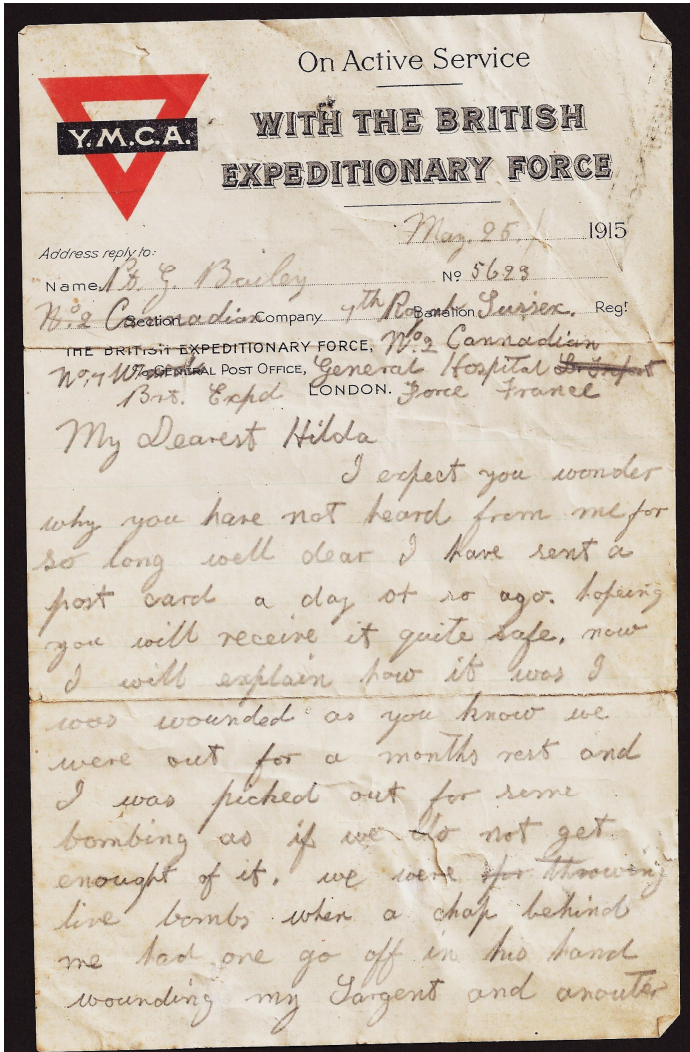 On Active Service
WITH THE BRITISH
EXPEDITIONARY FORCE
Y.M.C.A.
May. 25. 1915
Address reply to:
Name Pt. G. Bailey No 5623
No. 2 Cannadian Section Company 7th Royal Battalion Sussex. Regt
THE BRITISH EXPEDITIONARY FORCE, No. 2 Cannadian
No. 7 GENERAL POST OFFICE, General Hospital
Brt. Expd LONDON. Force France
My Dearest Hilda
I expect you wonder
why you have not heard from me for
so long well dear I have sent a
post card a day ot so ago. hopeing
you will receive it quite safe. now
I will explain how it was I
was wounded as you know we
were out for a months rest and
I was picked out for some
bombing as if we do not get
enought of it. we were for throwing
live bombs when a chap behind
me had one go off in his hand
wounding my Sargent and anouter